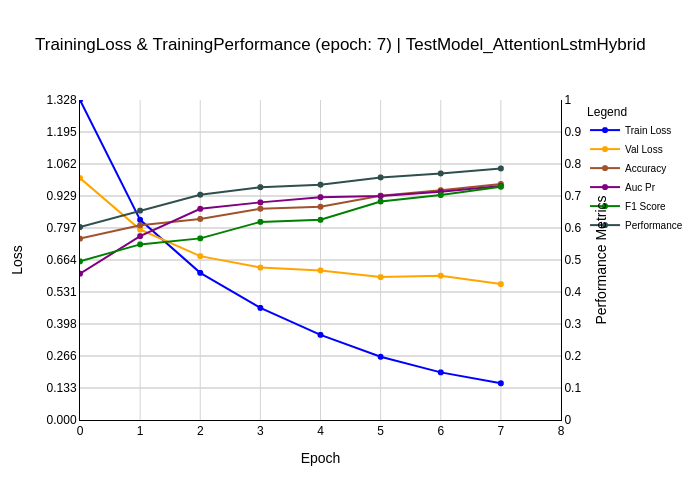 TrainingLoss & TrainingPerformance (epoch: 7) | TestModel_AttentionLstmHybrid
1.328
1.195
1.062
0.929
0.797
0.664
0.531
0.398
0.266
0.133
0.000
Loss
0 1 2 3 4 5 6 7 8
Epoch
1
0.9
0.8
0.7
0.6
0.5
0.4
0.3
0.2
0.1
0
Performance Metrics
Legend
Train Loss
Val Loss
Accuracy
Auc Pr
F1 Score
Performance